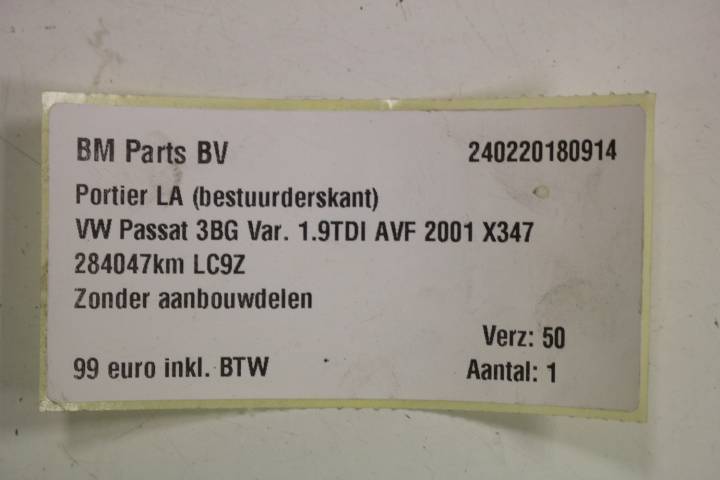 BM Parts BV 240220180914
Portier LA (bestuurderskant)
VW Passat 3BG Var. 1.9TDI AVF 2001 X347
284047km LC9Z
Zonder aanbouwdelen
Verz: 50
99 euro inkl. BTW Aantal: 1